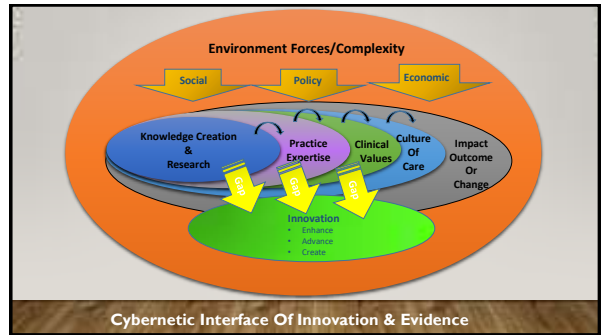 Environment Forces/Complexity
Social
Policy
Economic
Knowledge Creation
&
Research
Practice
Expertise
Clinical
Values
Culture
Of
Care
Impact
Outcome
Or
Change
Gap
Gap
Gap
Innovation
• Enhance
• Advance
• Create
Cybernetic Interface Of Innovation & Evidence